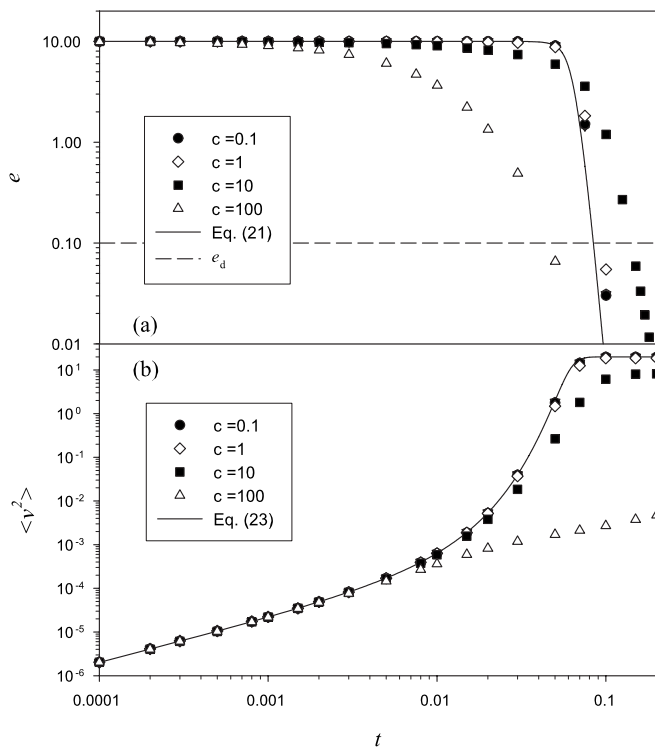 10.00
1.00
0.10
0.01
e
c =0.1
c =1
c =10
c =100
Eq. (21)
e_d
(a)
(b)
10^1
10^0
10^-1
10^-2
10^-3
10^-4
10^-5
10^-6
<v^2>
c =0.1
c =1
c =10
c =100
Eq. (23)
0.0001
0.001
0.01
0.1
t